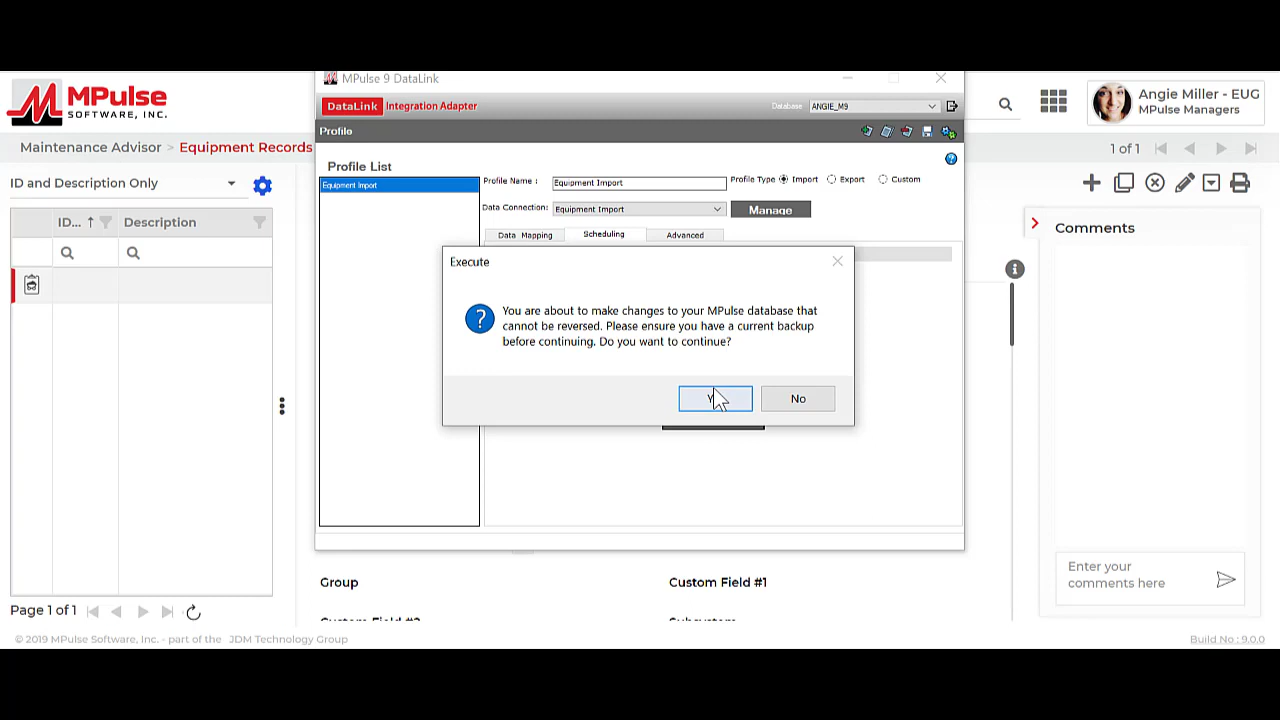 MPulse
SOFTWARE, INC.
MPulse 9 DataLink
DataLink Integration Adapter
Database ANGIE_M9
Angie Miller - EUG
MPulse Managers
Profile
Maintenance Advisor > Equipment Records
1 of 1
ID and Description Only
Profile List
Equipment Import
Profile Name :
Equipment Import
Profile Type
Import
Export
Custom
Data Connection:
Equipment Import
Manage
Data Mapping
Scheduling
Advanced
ID...
Description
Comments
Execute
You are about to make changes to your MPulse database that
cannot be reversed. Please ensure you have a current backup
before continuing. Do you want to continue?
No
Enter your
comments here
Group
Custom Field #1
Page 1 of 1
© 2019 MPulse Software, Inc. - part of the JDM Technology Group
Build No : 9.0.0